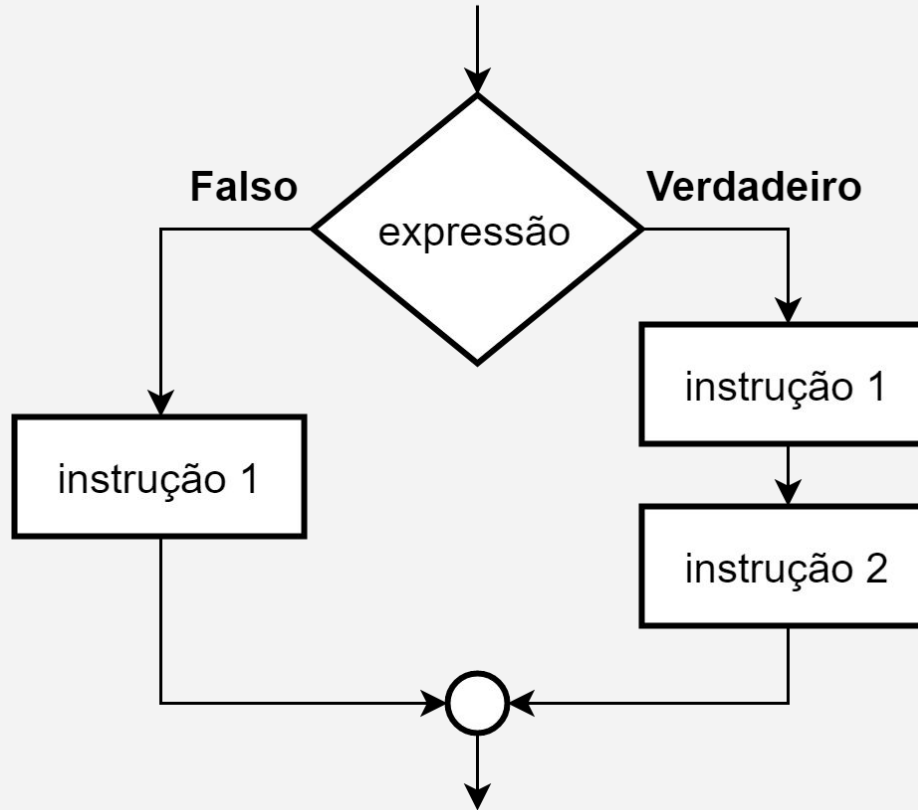 Falso
Verdadeiro
expressão
instrução 1
instrução 1
instrução 2